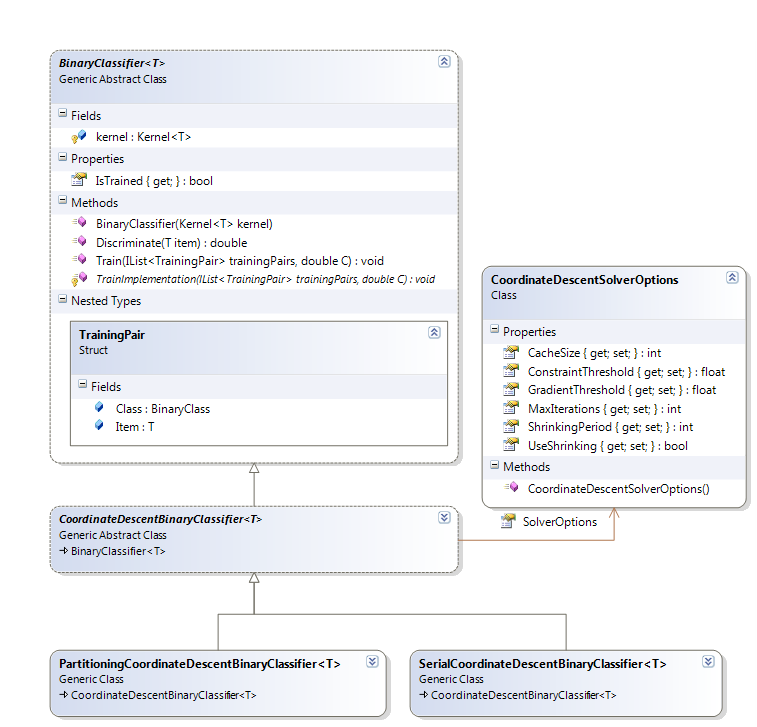 BinaryClassifier<T>
Generic Abstract Class
Fields
kernel : Kernel<T>
Properties
IsTrained { get; } : bool
Methods
BinaryClassifier(Kernel<T> kernel)
Discriminate(T item) : double
Train(IList<TrainingPair> trainingPairs, double C) : void
TrainImplementation(IList<TrainingPair> trainingPairs, double C) : void
Nested Types
TrainingPair
Struct
Fields
Class : BinaryClass
Item : T
CoordinateDescentSolverOptions
Class
Properties
CacheSize { get; set; } : int
ConstraintThreshold { get; set; } : float
GradientThreshold { get; set; } : float
MaxIterations { get; set; } : int
ShrinkingPeriod { get; set; } : int
UseShrinking { get; set; } : bool
Methods
CoordinateDescentSolverOptions()
SolverOptions
CoordinateDescentBinaryClassifier<T>
Generic Abstract Class
BinaryClassifier<T>
PartitioningCoordinateDescentBinaryClassifier<T>
Generic Class
CoordinateDescentBinaryClassifier<T>
SerialCoordinateDescentBinaryClassifier<T>
Generic Class
CoordinateDescentBinaryClassifier<T>